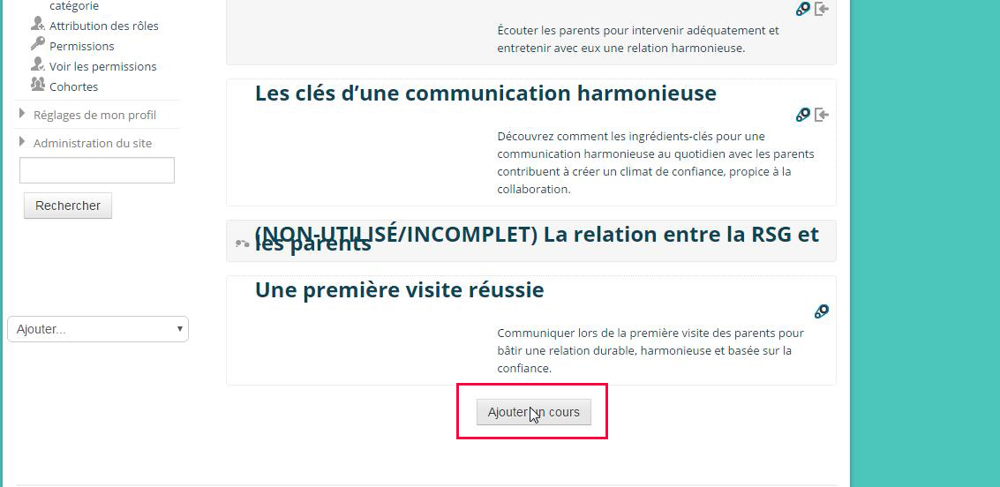 catégorie
Attribution des rôles
Permissions
Voir les permissions
Cohortes
Réglages de mon profil
Administration du site
Rechercher
Ajouter...
Écouter les parents pour intervenir adéquatement et
entretenir avec eux une relation harmonieuse.
Les clés d’une communication harmonieuse
Découvrez comment les ingrédients-clés pour une
communication harmonieuse au quotidien avec les parents
contribuent à créer un climat de confiance, propice à la
collaboration.
(NON-UTILISÉ/INCOMPLET) La relation entre la RSG et
les parents
Une première visite réussie
Communiquer lors de la première visite des parents pour
bâtir une relation durable, harmonieuse et basée sur la
confiance.
Ajouter un cours